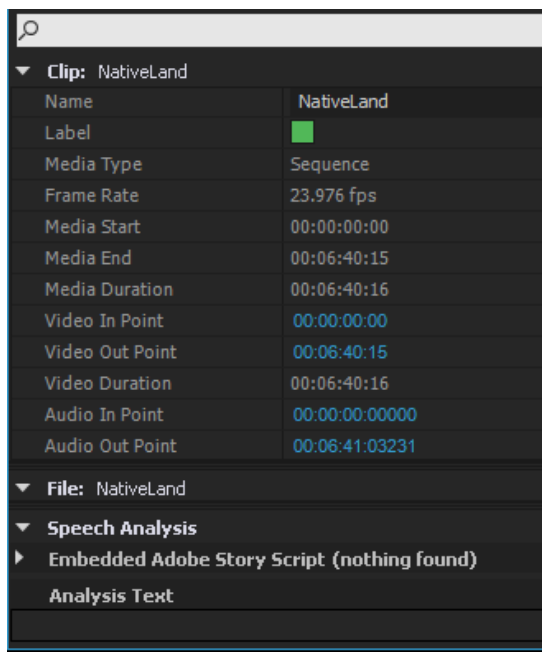 Clip: NativeLand
Name NativeLand
Label
Media Type Sequence
Frame Rate 23.976 fps
Media Start 00:00:00:00
Media End 00:06:40:15
Media Duration 00:06:40:16
Video In Point 00:00:00:00
Video Out Point 00:06:40:15
Video Duration 00:06:40:16
Audio In Point 00:00:00:00000
Audio Out Point 00:06:41:03231
File: NativeLand
Speech Analysis
Embedded Adobe Story Script (nothing found)
Analysis Text